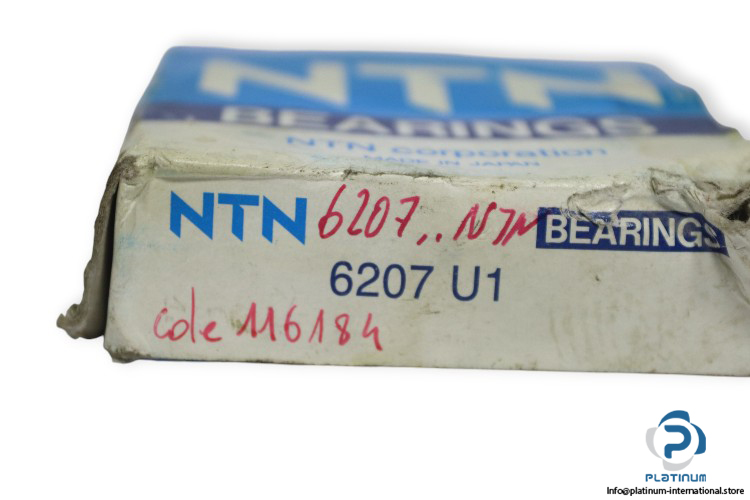 NTN
BEARINGS
NTN corporation
MADE IN JAPAN
NTN 6207.. BEARINGS
6207 U1
code 116184
PLATINUM
Info@platinum-international.store